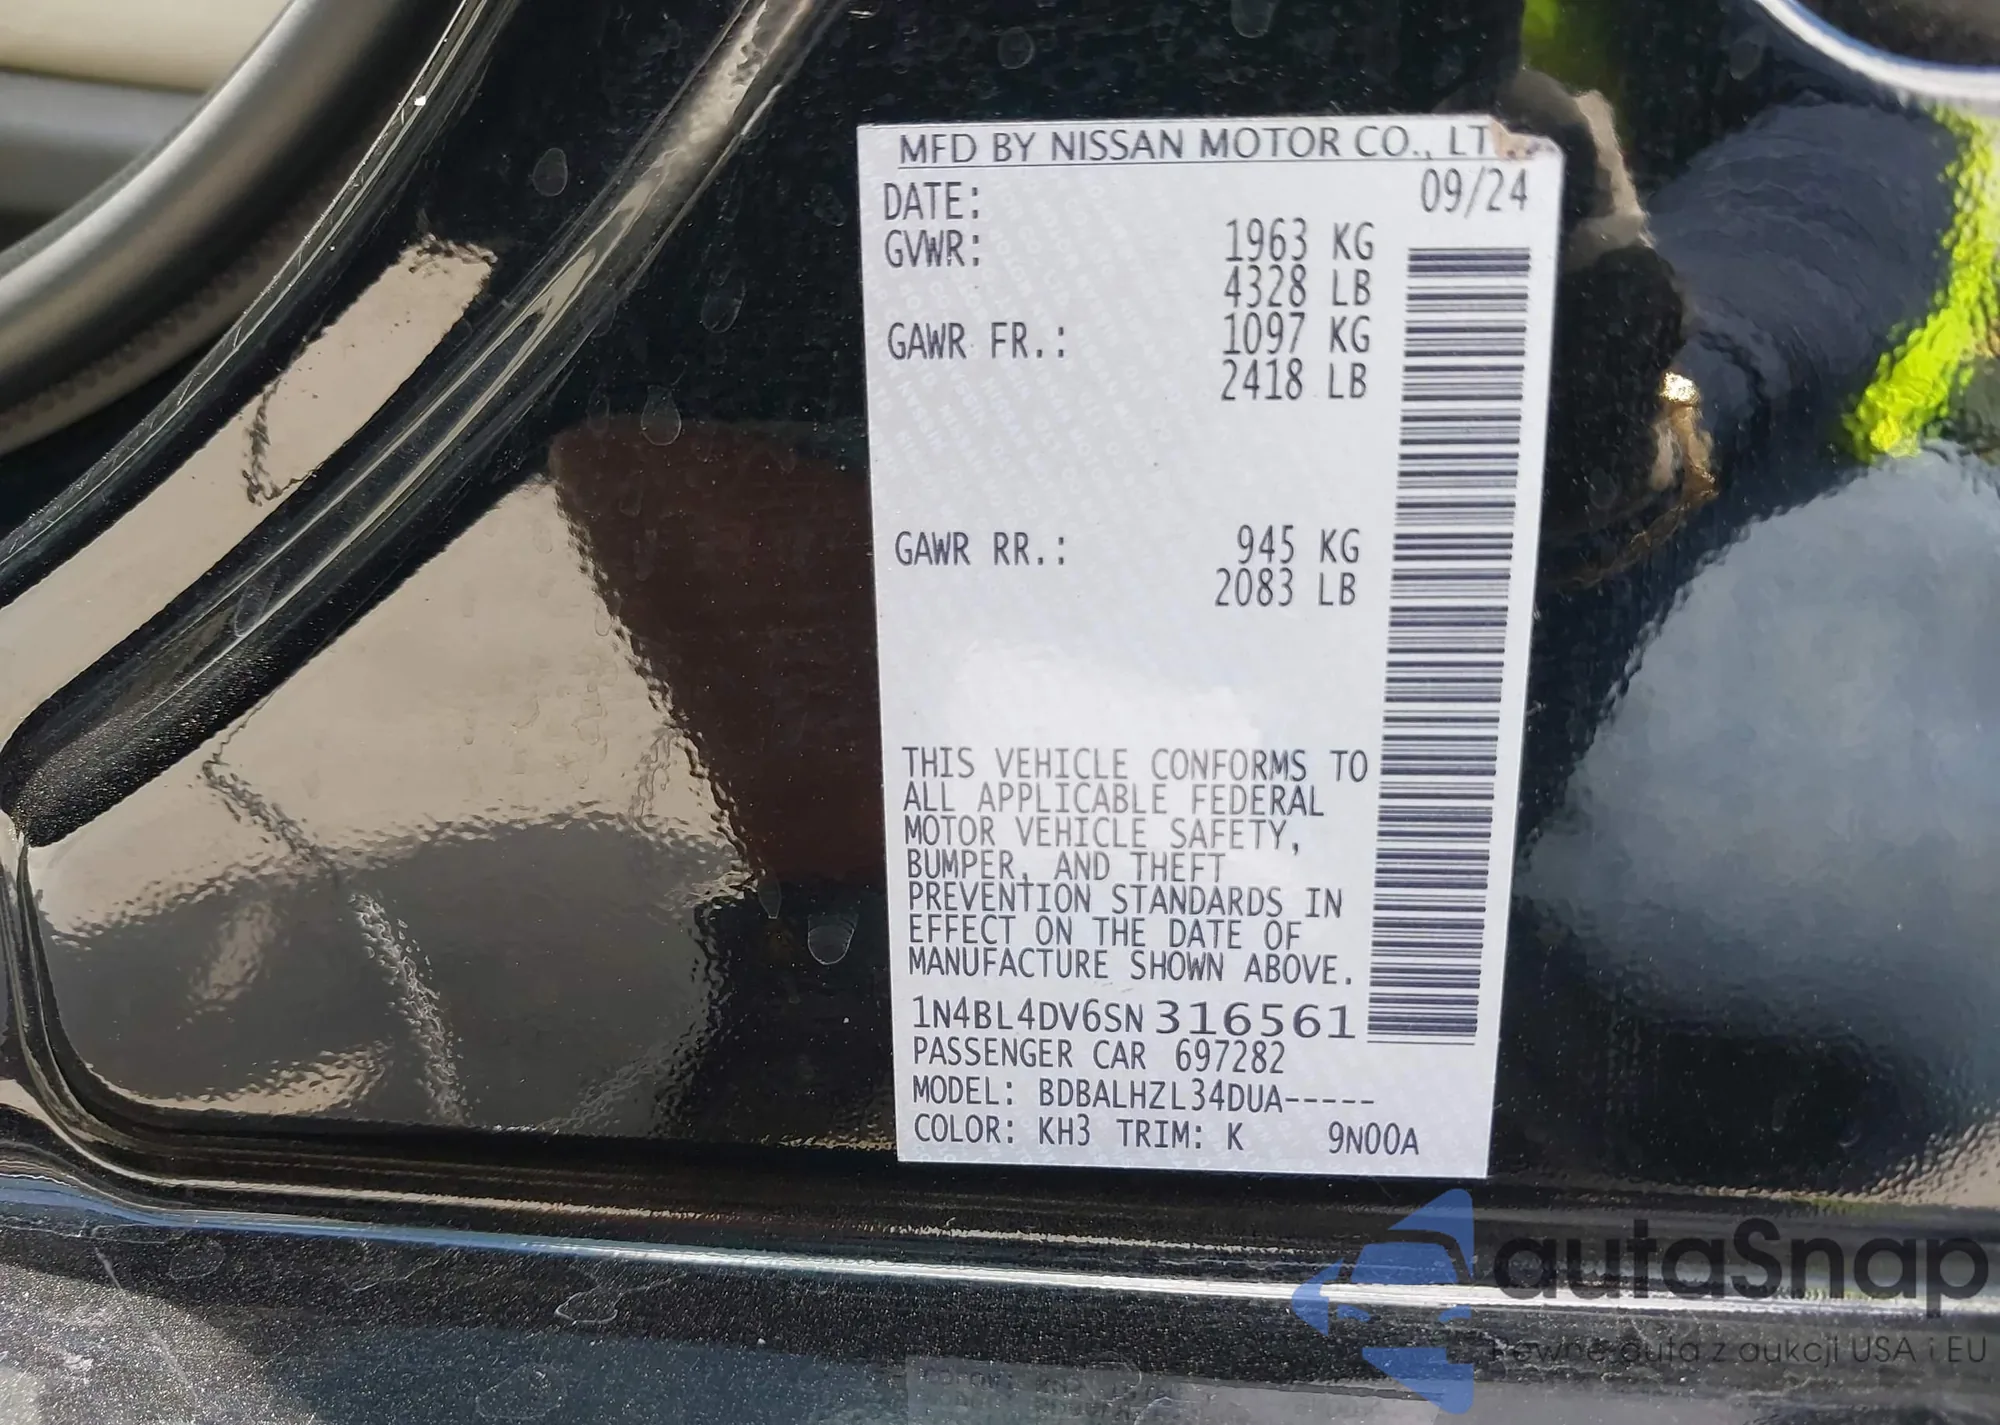 MFD BY NISSAN MOTOR CO., LT
DATE: 09/24
GVWR: 1963 KG
4328 LB
GAWR FR.: 1097 KG
2418 LB
GAWR RR.: 945 KG
2083 LB
THIS VEHICLE CONFORMS TO
ALL APPLICABLE FEDERAL
MOTOR VEHICLE SAFETY,
BUMPER, AND THEFT
PREVENTION STANDARDS IN
EFFECT ON THE DATE OF
MANUFACTURE SHOWN ABOVE.
1N4BL4DV6SN316561
PASSENGER CAR 697282
MODEL: BDBALHZL34DUA-----
COLOR: KH3 TRIM: K 9N00A
autaSnap
Pewne auta z aukcji USA i EU